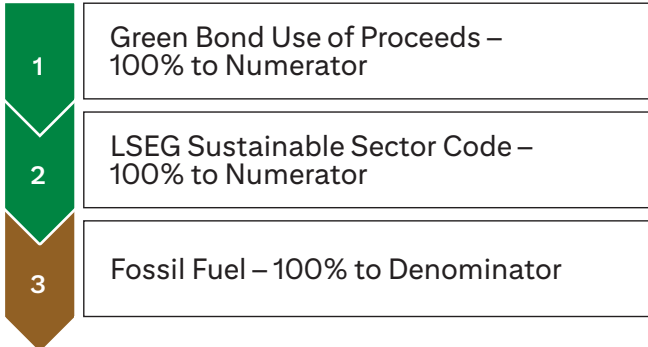 1
Green Bond Use of Proceeds –
100% to Numerator
2
LSEG Sustainable Sector Code –
100% to Numerator
3
Fossil Fuel – 100% to Denominator